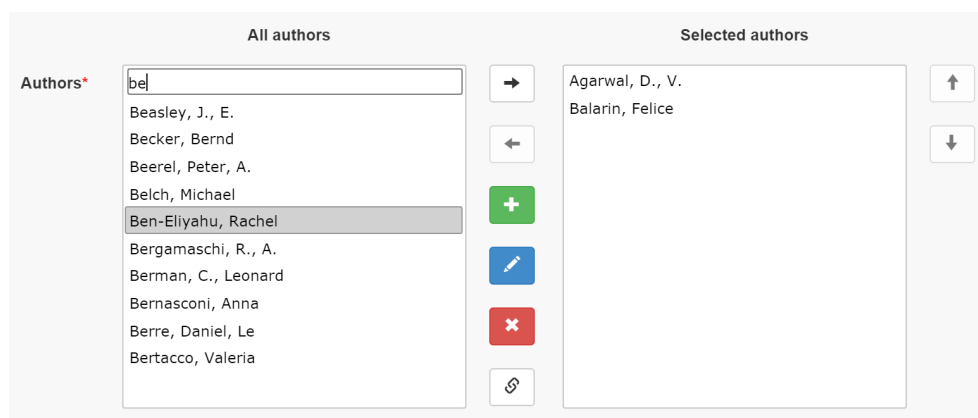 All authors
Selected authors
Authors*
be
Beasley, J., E.
Becker, Bernd
Beerel, Peter, A.
Belch, Michael
Ben-Eliyahu, Rachel
Bergamaschi, R., A.
Berman, C., Leonard
Bernasconi, Anna
Berre, Daniel, Le
Bertacco, Valeria
Agarwal, D., V.
Balarin, Felice